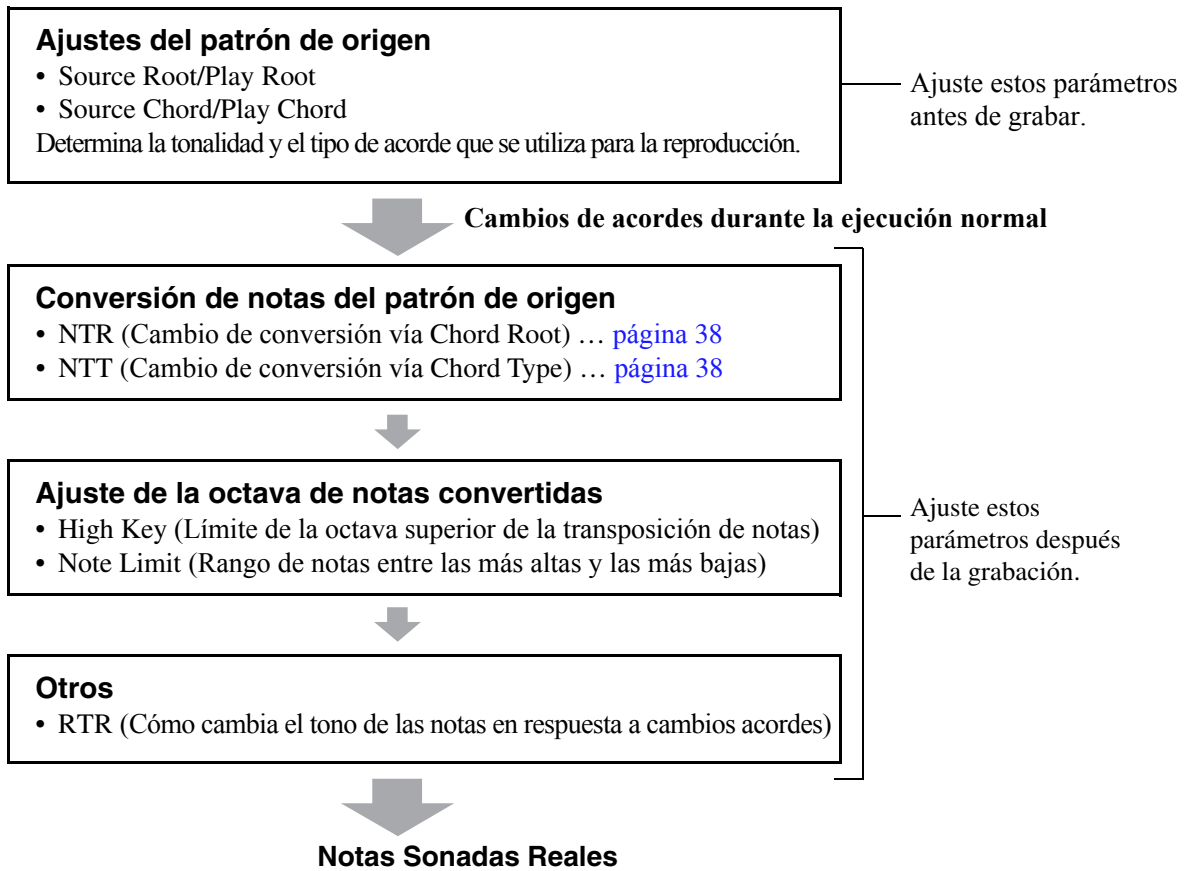 Ajustes del patrón de origen
• Source Root/Play Root
• Source Chord/Play Chord
Determina la tonalidad y el tipo de acorde que se utiliza para la reproducción.
Ajuste estos parámetros
antes de grabar.
Cambios de acordes durante la ejecución normal
Conversión de notas del patrón de origen
• NTR (Cambio de conversión vía Chord Root) … página 38
• NTT (Cambio de conversión vía Chord Type) … página 38
Ajuste de la octava de notas convertidas
• High Key (Límite de la octava superior de la transposición de notas)
• Note Limit (Rango de notas entre las más altas y las más bajas)
Ajuste estos
parámetros después
de la grabación.
Otros
• RTR (Cómo cambia el tono de las notas en respuesta a cambios acordes)
Notas Sonadas Reales